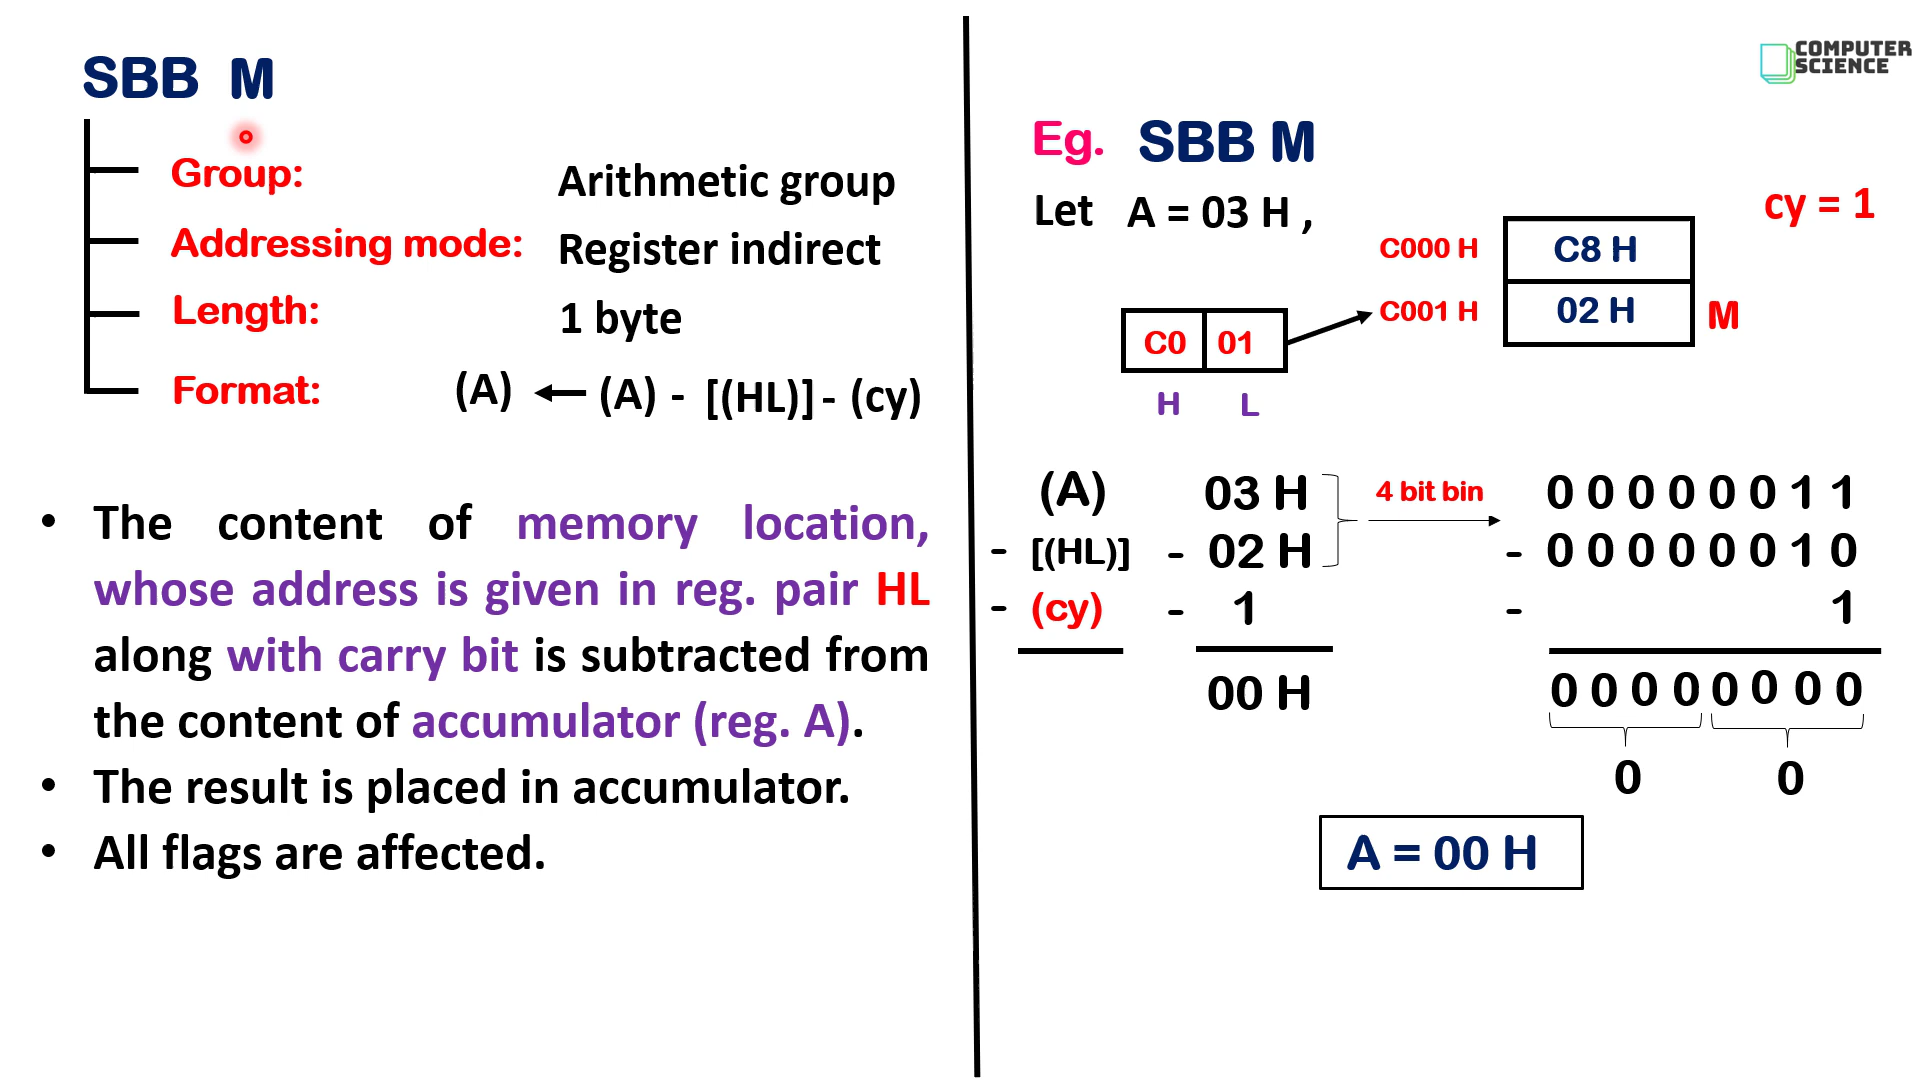 SBB M
Group: Arithmetic group
Addressing mode: Register indirect
Length: 1 byte
Format: (A) ← (A) - [(HL)] - (cy)
• The content of memory location,
whose address is given in reg. pair HL
along with carry bit is subtracted from
the content of accumulator (reg. A).
• The result is placed in accumulator.
• All flags are affected.
COMPUTER
SCIENCE
Eg. SBB M
Let A = 03 H ,
cy = 1
C000 H C8 H
C001 H 02 H M
C0 01
H L
(A) 03 H 4 bit bin 0 0 0 0 0 0 1 1
- [(HL)] - 02 H - 0 0 0 0 0 0 1 0
- (cy) - 1 - 1
00 H 0 0 0 0 0 0 0 0
0 0
A = 00 H